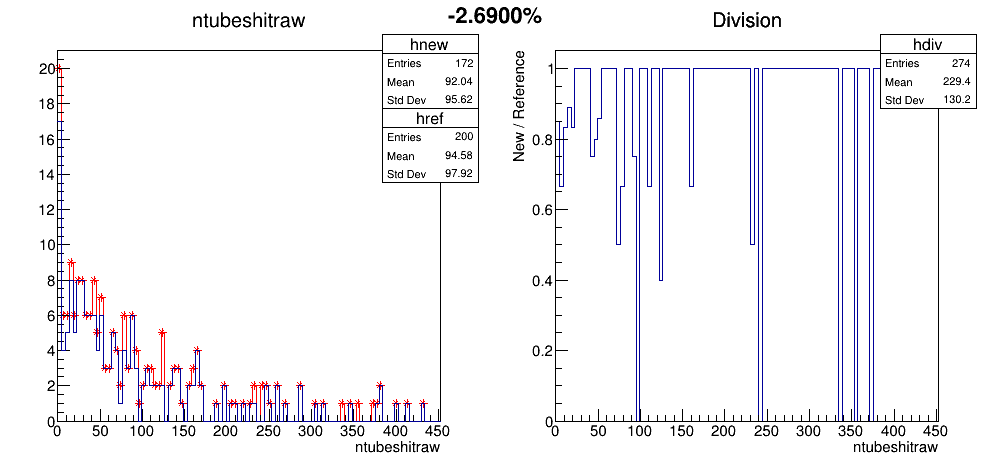 -2.6900%
ntubeshitraw
hnew
Entries 172
Mean 92.04
Std Dev 95.62
href
Entries 200
Mean 94.58
Std Dev 97.92
20
18
16
14
12
10
8
6
4
2
0
0 50 100 150 200 250 300 350 400 450
ntubeshitraw
Division
hdiv
Entries 274
Mean 229.4
Std Dev 130.2
New / Reference
1
0.8
0.6
0.4
0.2
0
0 50 100 150 200 250 300 350 400 450
ntubeshitraw